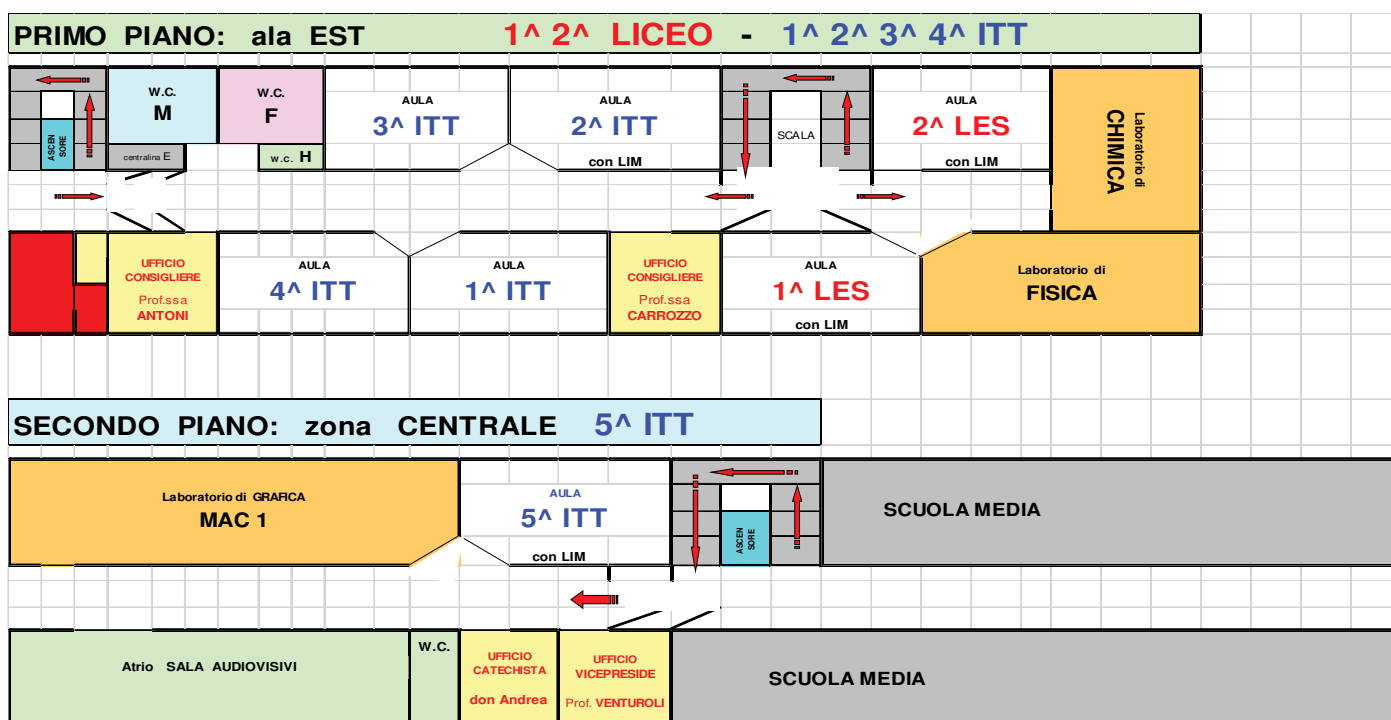 PRIMO PIANO: ala EST 1^ 2^ LICEO - 1^ 2^ 3^ 4^ ITT
ASCEN
SORE
W.C.
M
centralina E
W.C.
F
W.C. H
AULA
3^ ITT
AULA
2^ ITT
con LIM
SCALA
AULA
2^ LES
con LIM
Laboratorio di
CHIMICA
UFFICIO
CONSIGLIERE
Prof.ssa
ANTONI
AULA
4^ ITT
AULA
1^ ITT
UFFICIO
CONSIGLIERE
Prof.ssa
CARROZZO
AULA
1^ LES
con LIM
Laboratorio di
FISICA
SECONDO PIANO: zona CENTRALE 5^ ITT
Laboratorio di GRAFICA
MAC 1
AULA
5^ ITT
con LIM
ASCEN
SORE
SCUOLA MEDIA
Atrio SALA AUDIOVISIVI
W.C.
UFFICIO
CATECHISTA
don Andrea
UFFICIO
VICEPRESIDE
Prof. VENTUROLI
SCUOLA MEDIA